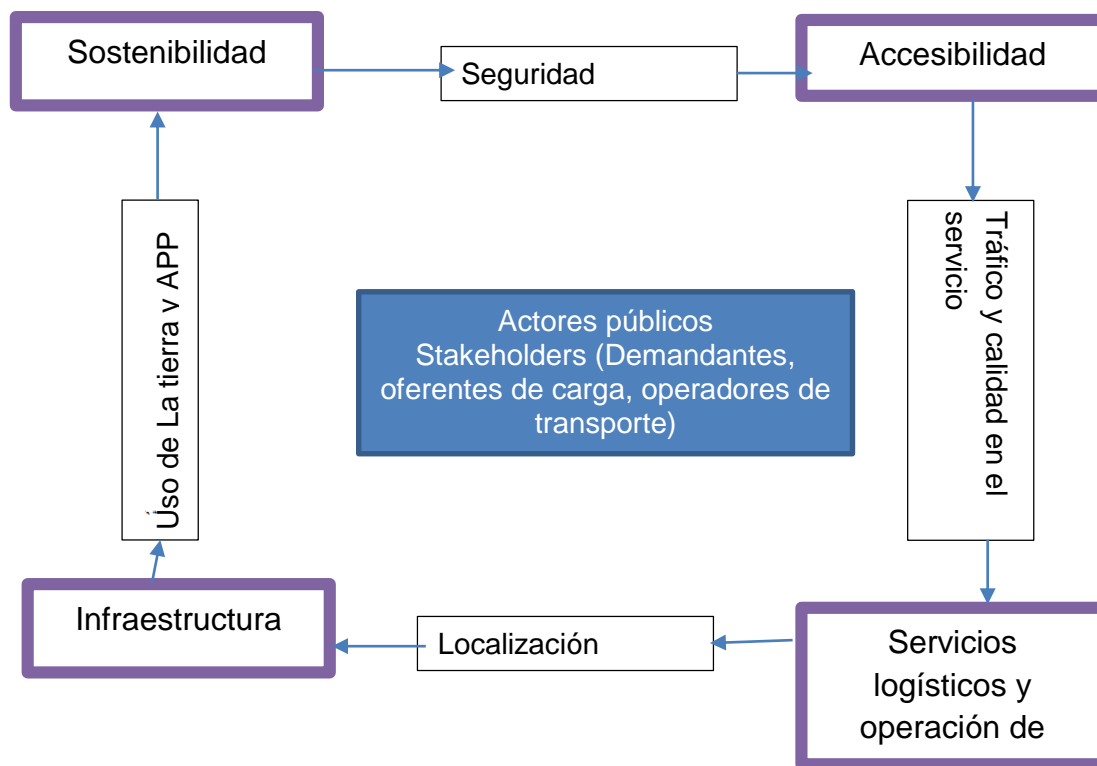 Sostenibilidad
Seguridad
Accesibilidad
Úso de La tierra y APP
Tráfico y calidad en el
servicio
Actores públicos
Stakeholders (Demandantes,
oferentes de carga, operadores de
transporte)
Infraestructura
Localización
Servicios
logísticos y
operación de